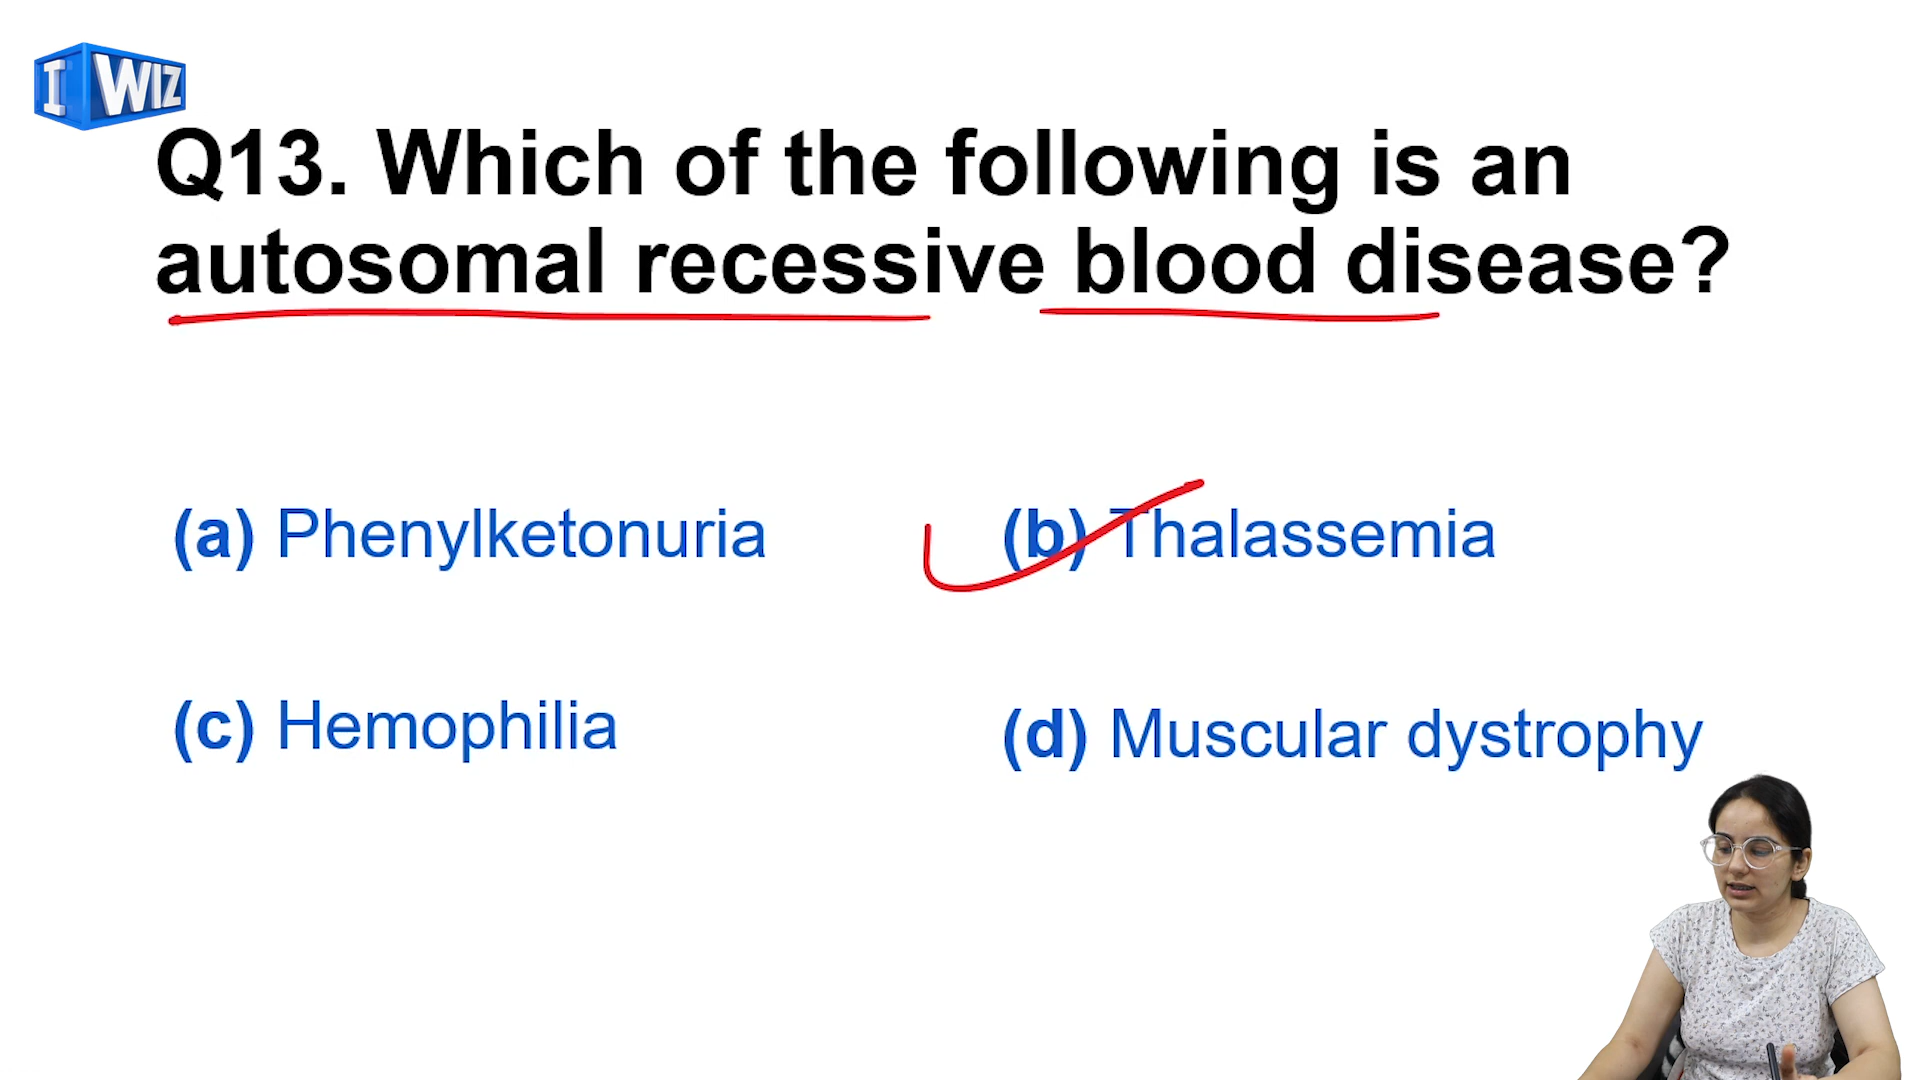 I WIZ
Q13. Which of the following is an
autosomal recessive blood disease?
(a) Phenylketonuria
(b) Thalassemia
(c) Hemophilia
(d) Muscular dystrophy